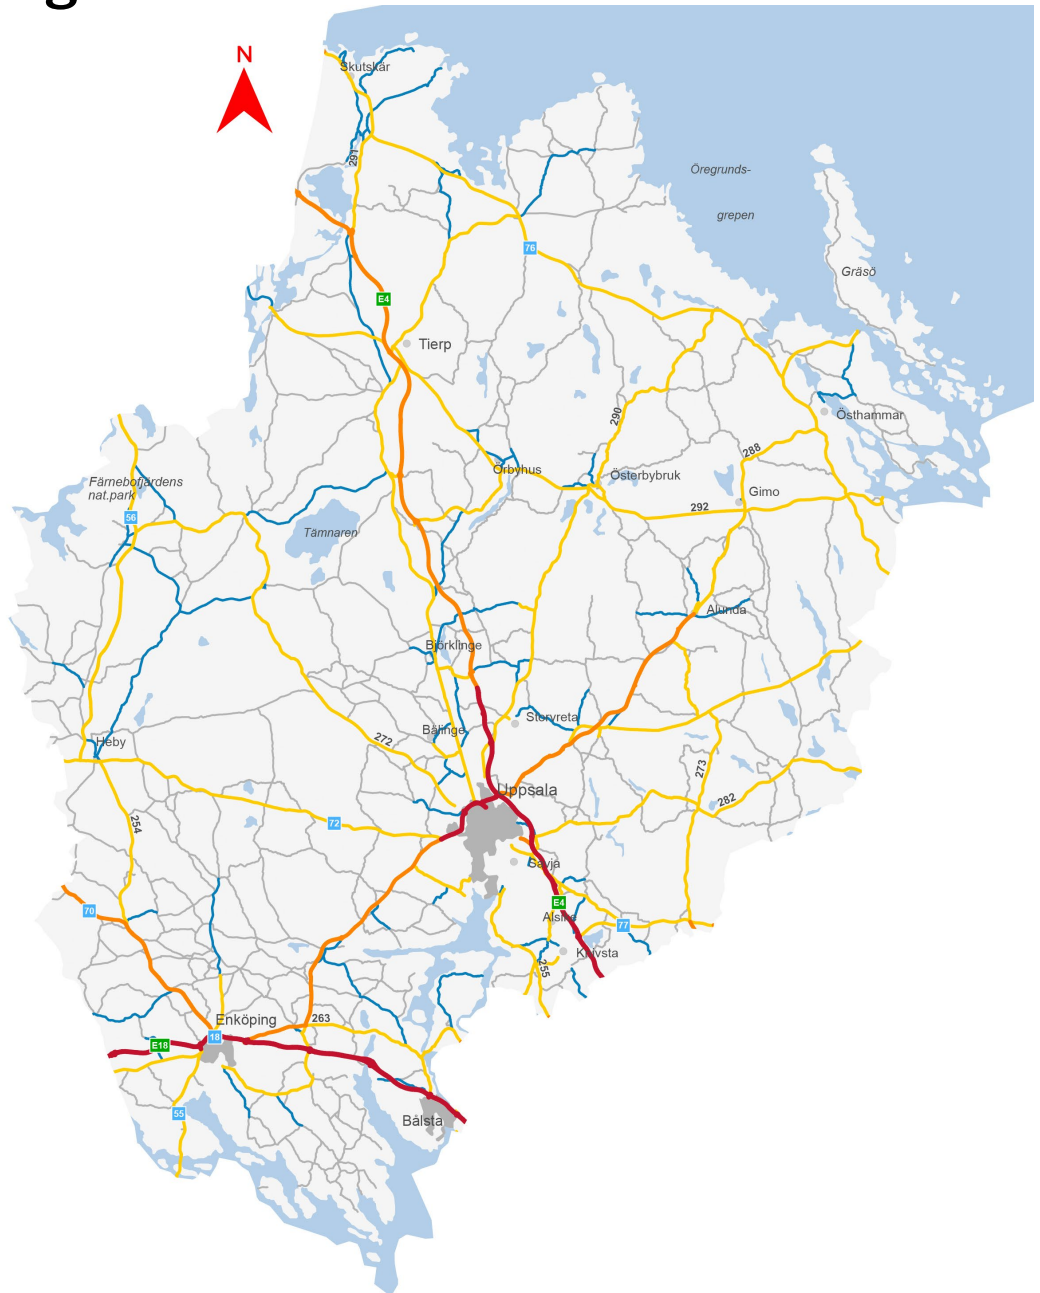 g
N
Skutskär
291
Öregrunds-
grepen
76
Gräsö
E4
Tierp
290
Östhammar
288
Örbyhus
Österbybruk
Färnebofjärdens
nat.park
Gimo
292
56
Tämnaren
Alunda
Björklinge
Storvreta
Bälinge
272
Heby
273
Uppsala
282
254
72
Sävja
E4
70
Alsike
77
Knivsta
255
Enköping
263
18
E18
55
Bålsta